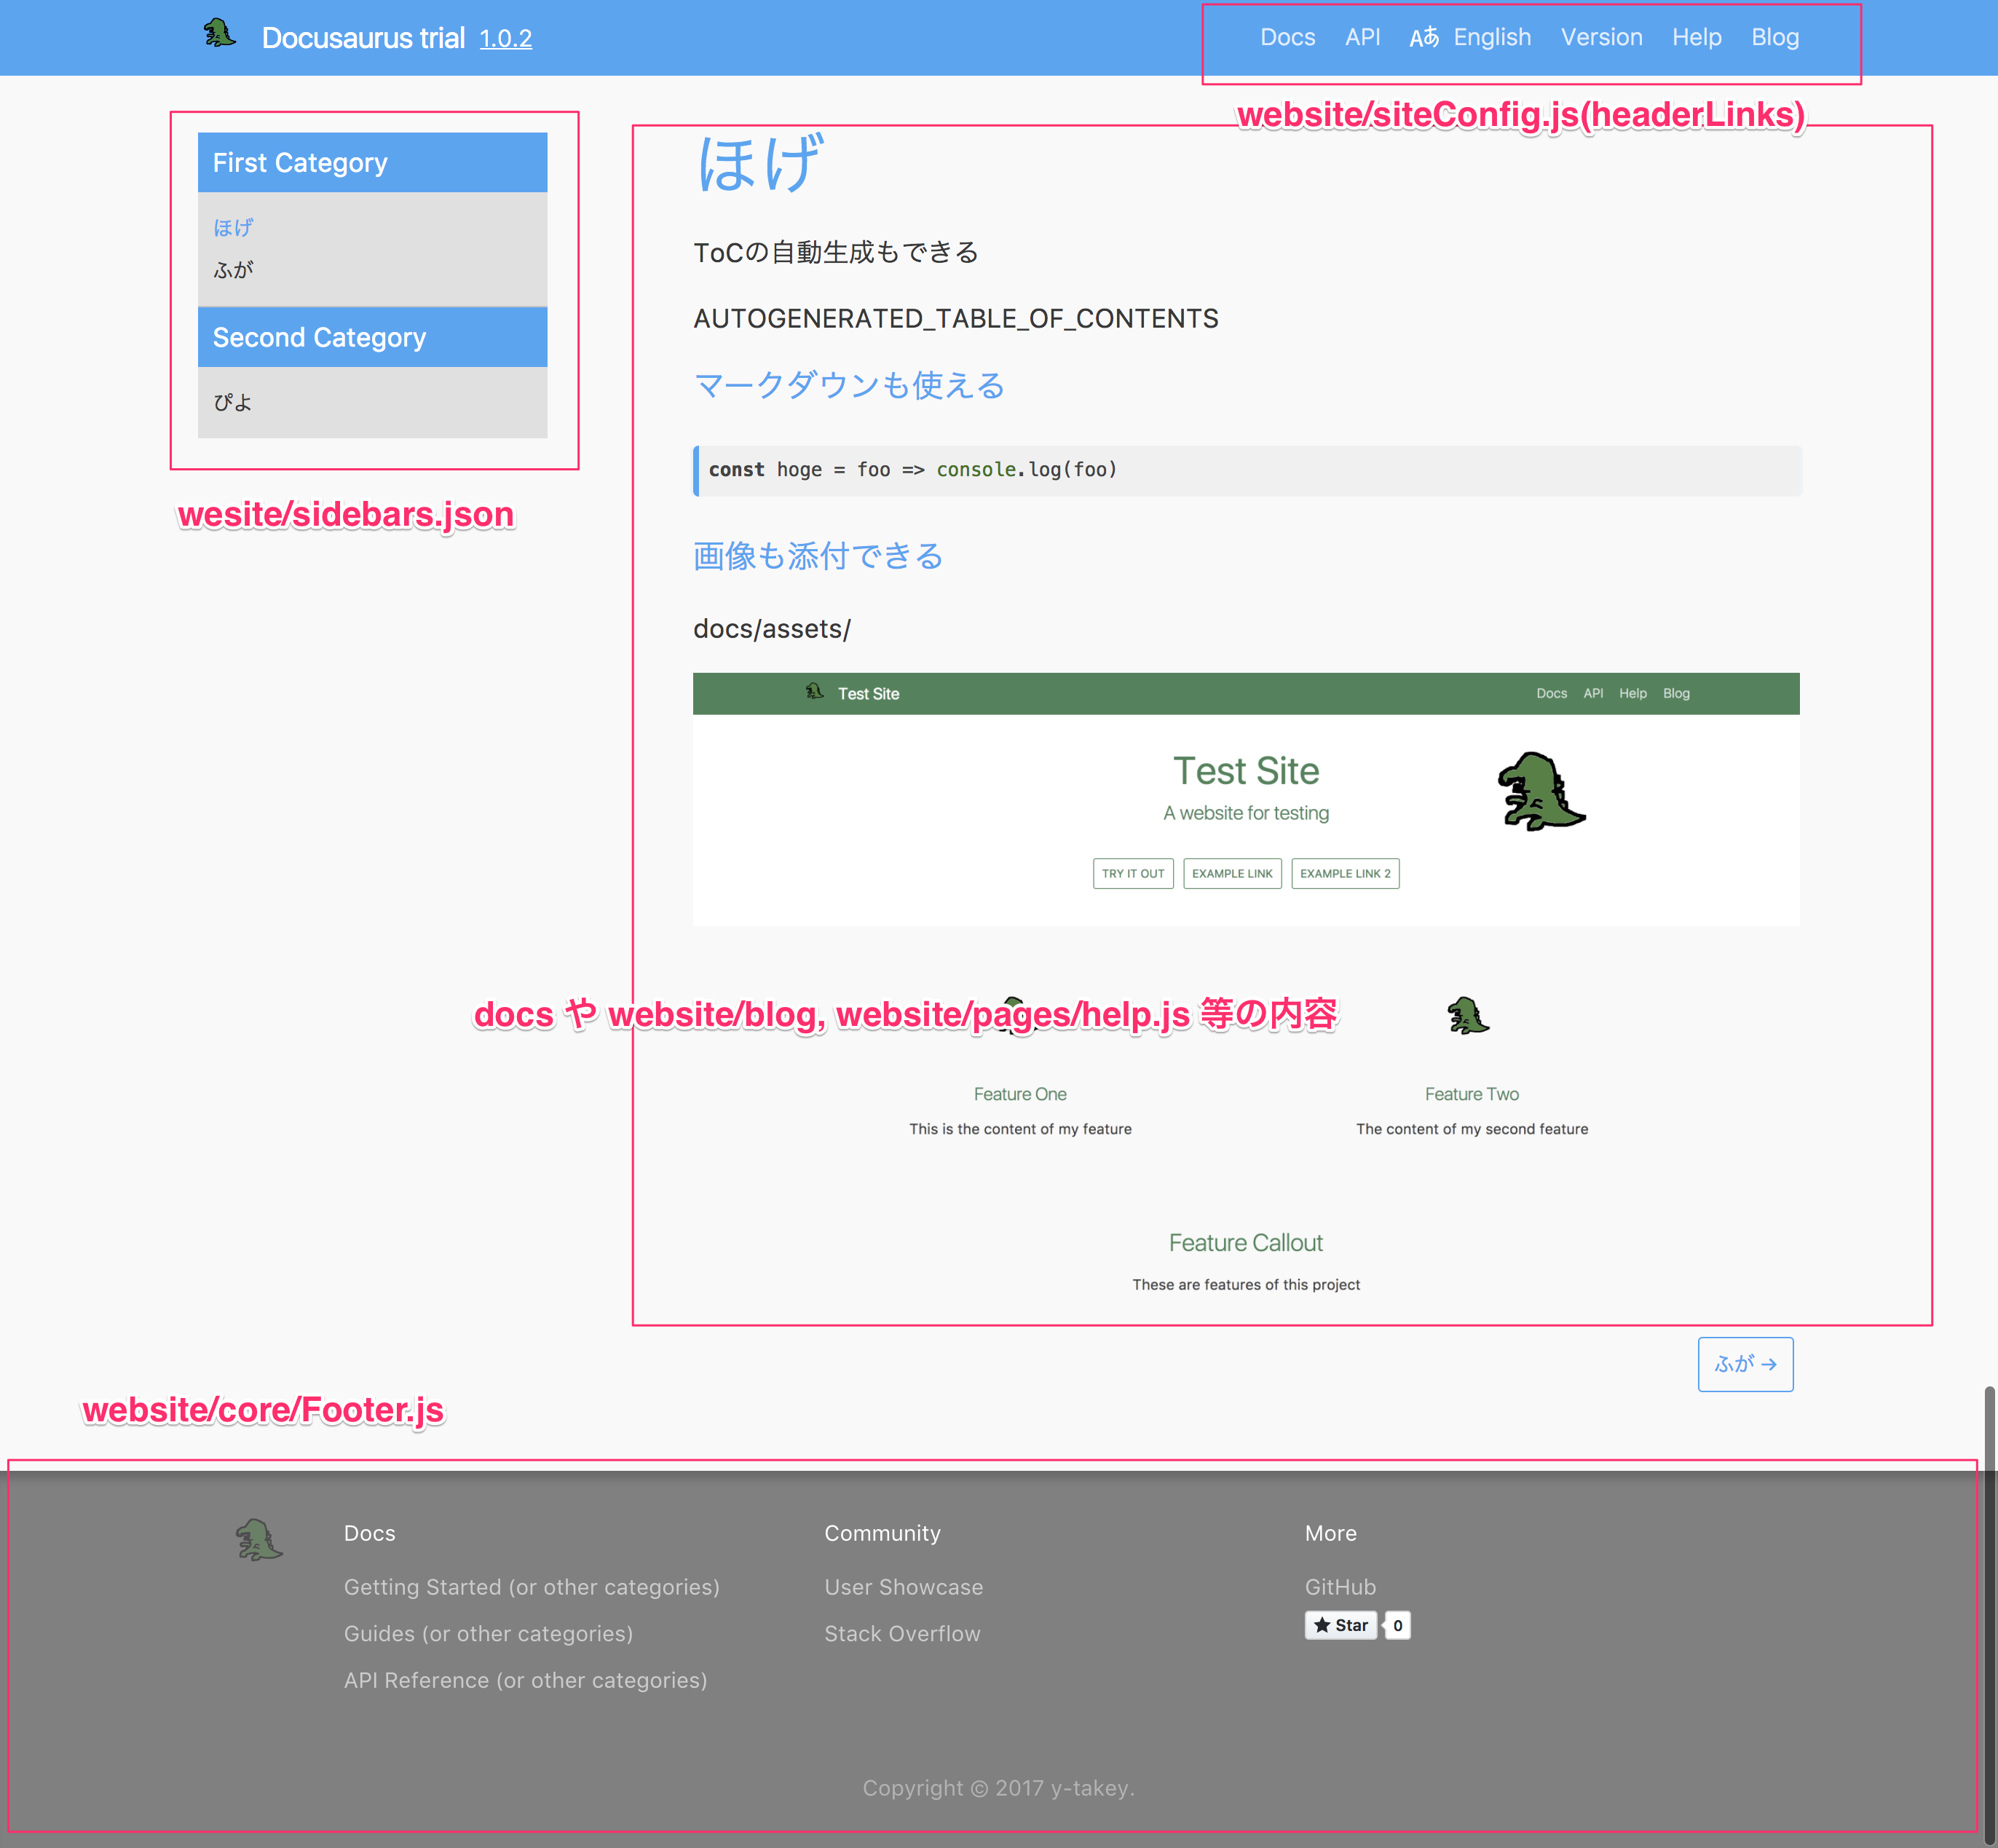 Docusaurus trial 1.0.2
Docs API Aあ English Version Help Blog
website/siteConfig.js(headerLinks)
First Category
ほげ
ふが
Second Category
ぴよ
wesite/sidebars.json
ほげ
ToCの自動生成もできる
AUTOGENERATED_TABLE_OF_CONTENTS
マークダウンも使える
const hoge = foo => console.log(foo)
画像も添付できる
docs/assets/
Test Site
Docs API Help Blog
Test Site
A website for testing
TRY IT OUT EXAMPLE LINK EXAMPLE LINK 2
docs や website/blog, website/pages/help.js 等の内容
Feature One
This is the content of my feature
Feature Two
The content of my second feature
Feature Callout
These are features of this project
ふが →
website/core/Footer.js
Docs
Getting Started (or other categories)
Guides (or other categories)
API Reference (or other categories)
Community
User Showcase
Stack Overflow
More
GitHub
Star 0
Copyright © 2017 y-takey.